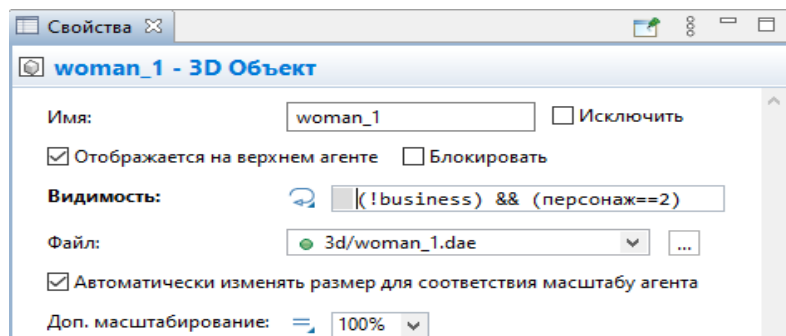 Свойства
woman_1 - 3D Объект
Имя: woman_1 Исключить
Отображается на верхнем агенте Блокировать
Видимость: (!business) && (персонаж==2)
Файл: 3d/woman_1.dae ...
Автоматически изменять размер для соответствия масштабу агента
Доп. масштабирование: 100%